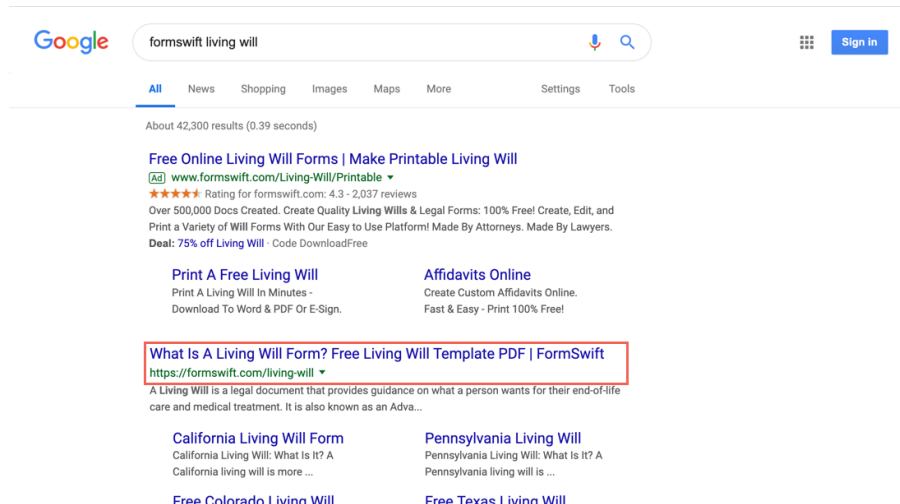 Google
formswift living will
Sign in
All News Shopping Images Maps More Settings Tools
About 42,300 results (0.39 seconds)
Free Online Living Will Forms | Make Printable Living Will
Ad www.formswift.com/Living-Will/Printable
Rating for formswift.com: 4.3 - 2,037 reviews
Over 500,000 Docs Created. Create Quality Living Wills & Legal Forms: 100% Free! Create, Edit, and
Print a Variety of Will Forms With Our Easy to Use Platform! Made By Attorneys. Made By Lawyers.
Deal: 75% off Living Will · Code DownloadFree
Print A Free Living Will
Print A Living Will In Minutes -
Download To Word & PDF Or E-Sign.
Affidavits Online
Create Custom Affidavits Online.
Fast & Easy - Print 100% Free!
What Is A Living Will Form? Free Living Will Template PDF | FormSwift
https://formswift.com/living-will
A Living Will is a legal document that provides guidance on what a person wants for their end-of-life
care and medical treatment. It is also known as an Adva...
California Living Will Form
California Living Will: What Is It? A
California living will is more ...
Pennsylvania Living Will
Pennsylvania Living Will: What Is It? A
Pennsylvania living will is ...
Free Colorado Living Will
Free Texas Living Will